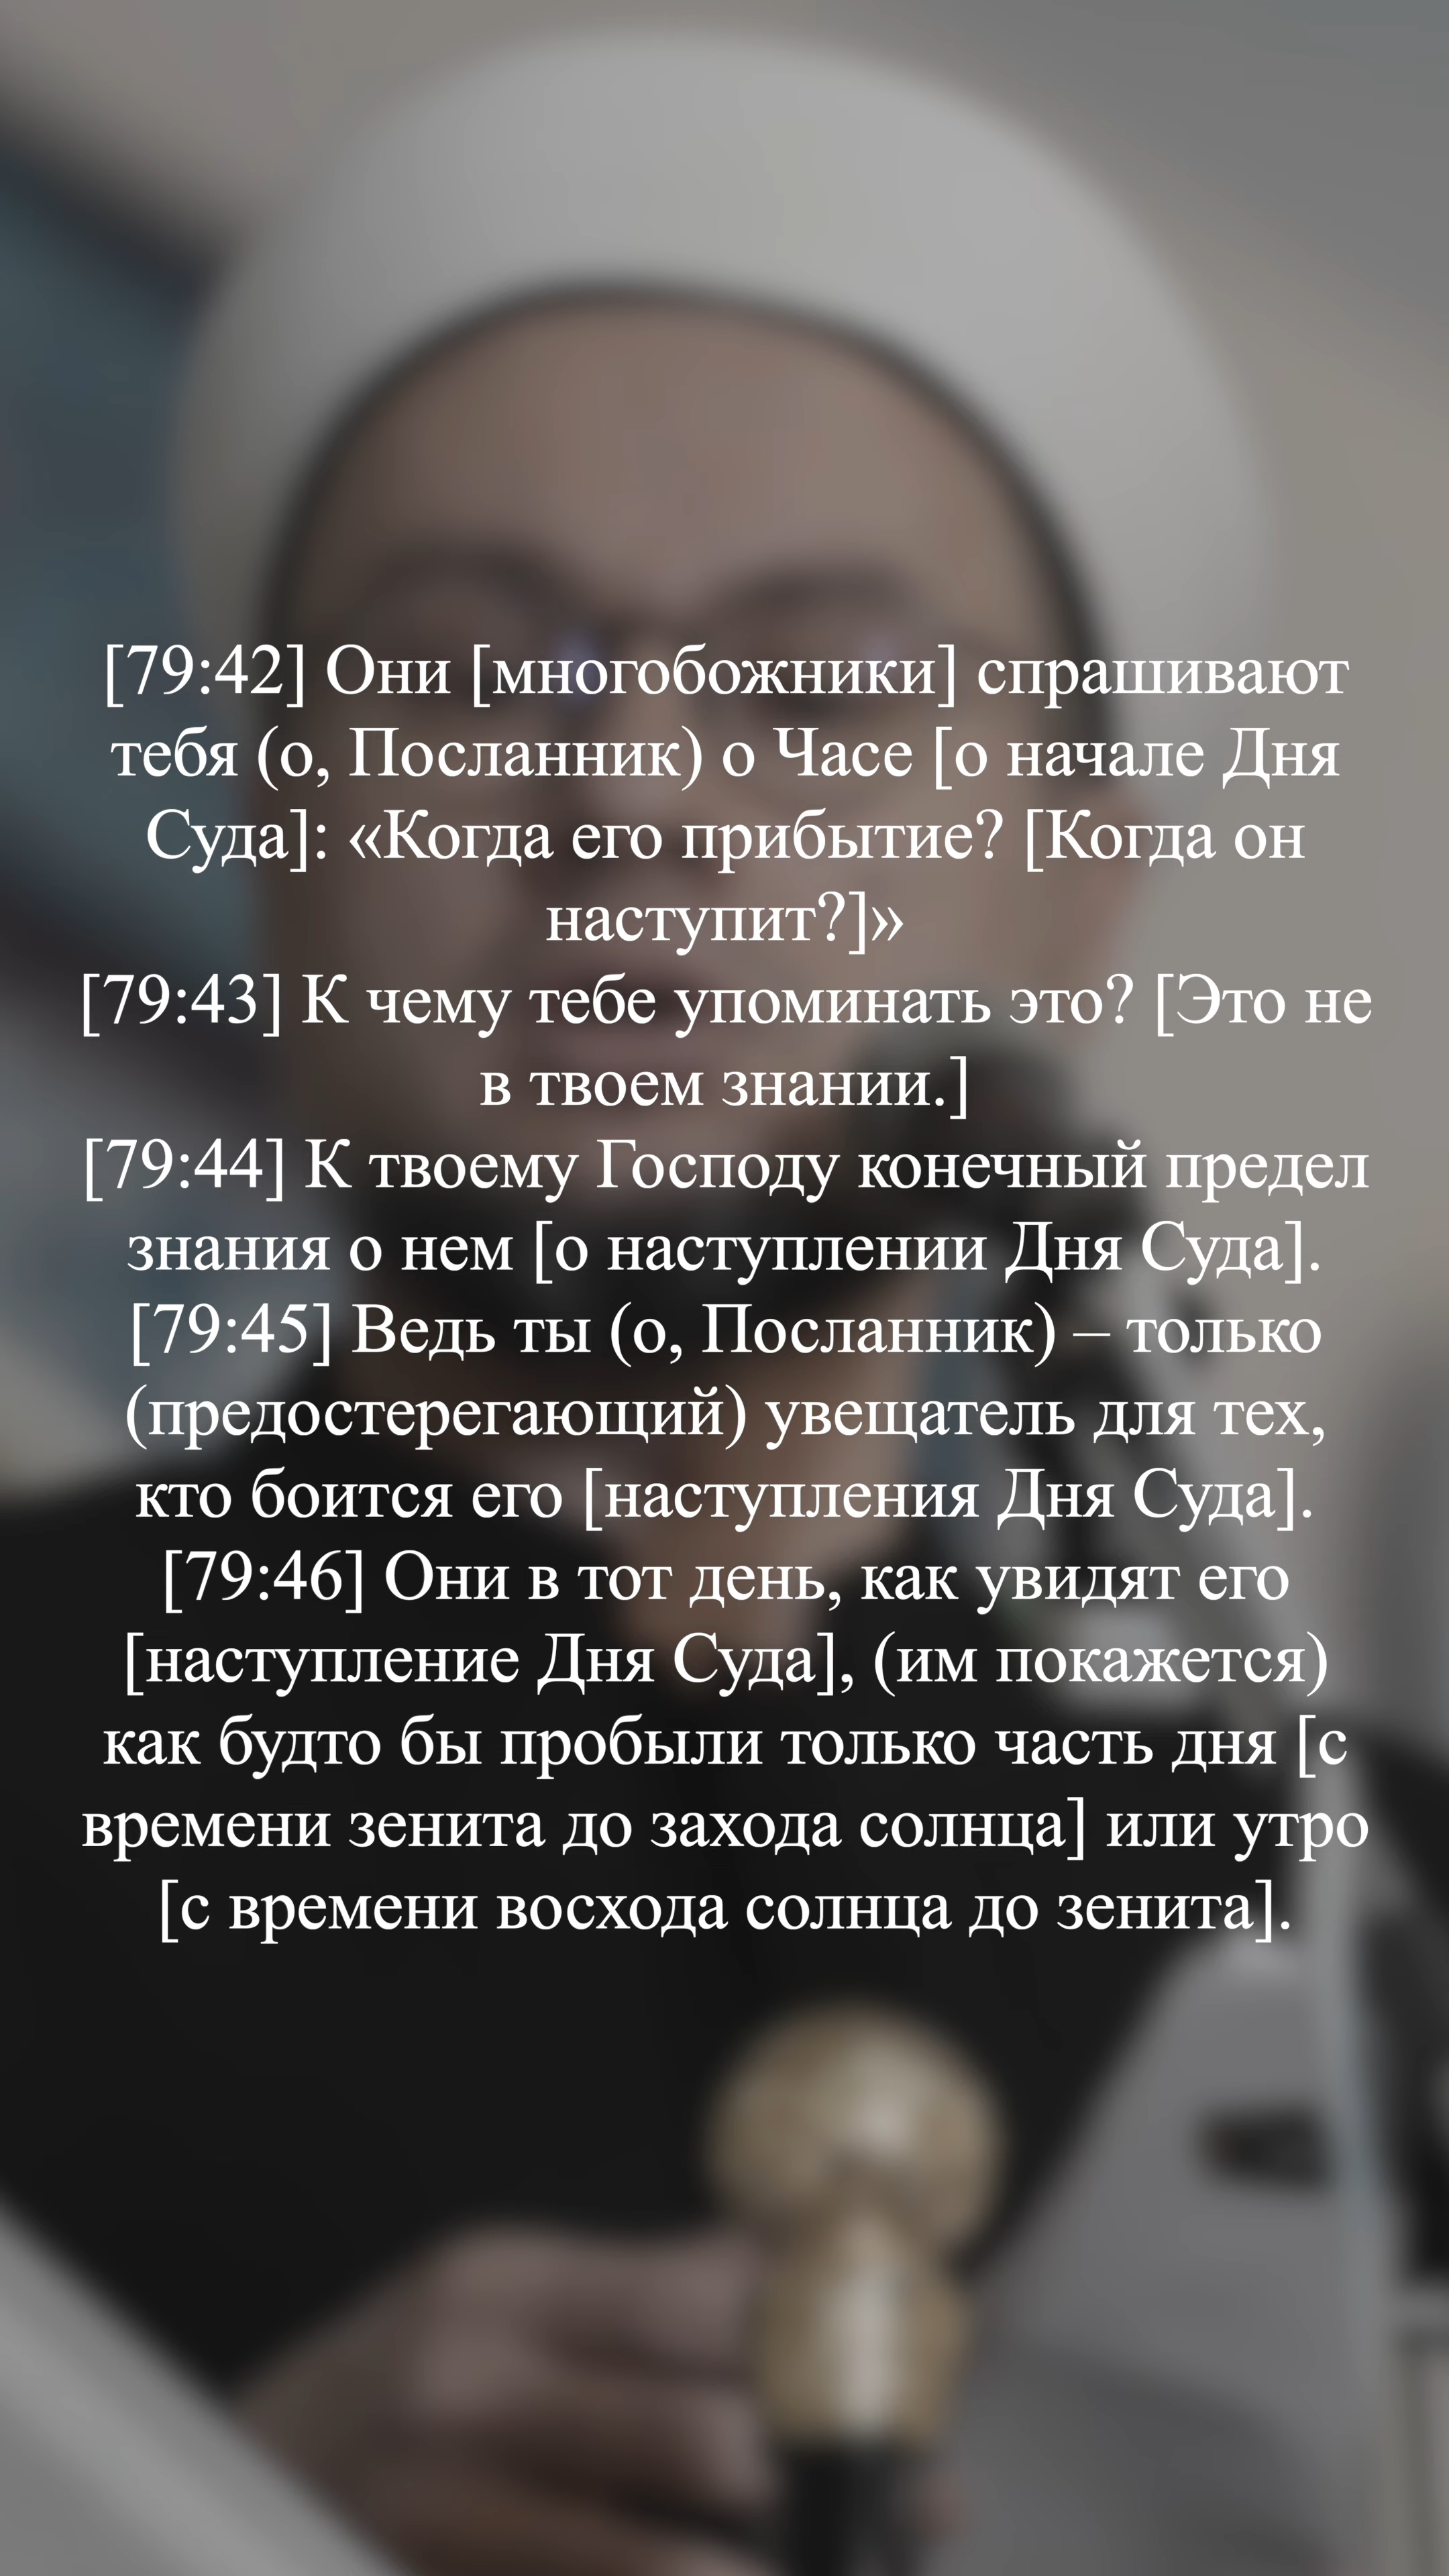 [79:42] Они [многобожники] спрашивают
тебя (о, Посланник) о Часе [о начале Дня
Суда]: «Когда его прибытие? [Когда он
наступит?]»
[79:43] К чему тебе упоминать это? [Это не
в твоем знании.]
[79:44] К твоему Господу конечный предел
знания о нем [о наступлении Дня Суда].
[79:45] Ведь ты (о, Посланник) – только
(предостерегающий) увещатель для тех,
кто боится его [наступления Дня Суда].
[79:46] Они в тот день, как увидят его
[наступление Дня Суда], (им покажется)
как будто бы пробыли только часть дня [с
времени зенита до захода солнца] или утро
[с времени восхода солнца до зенита].